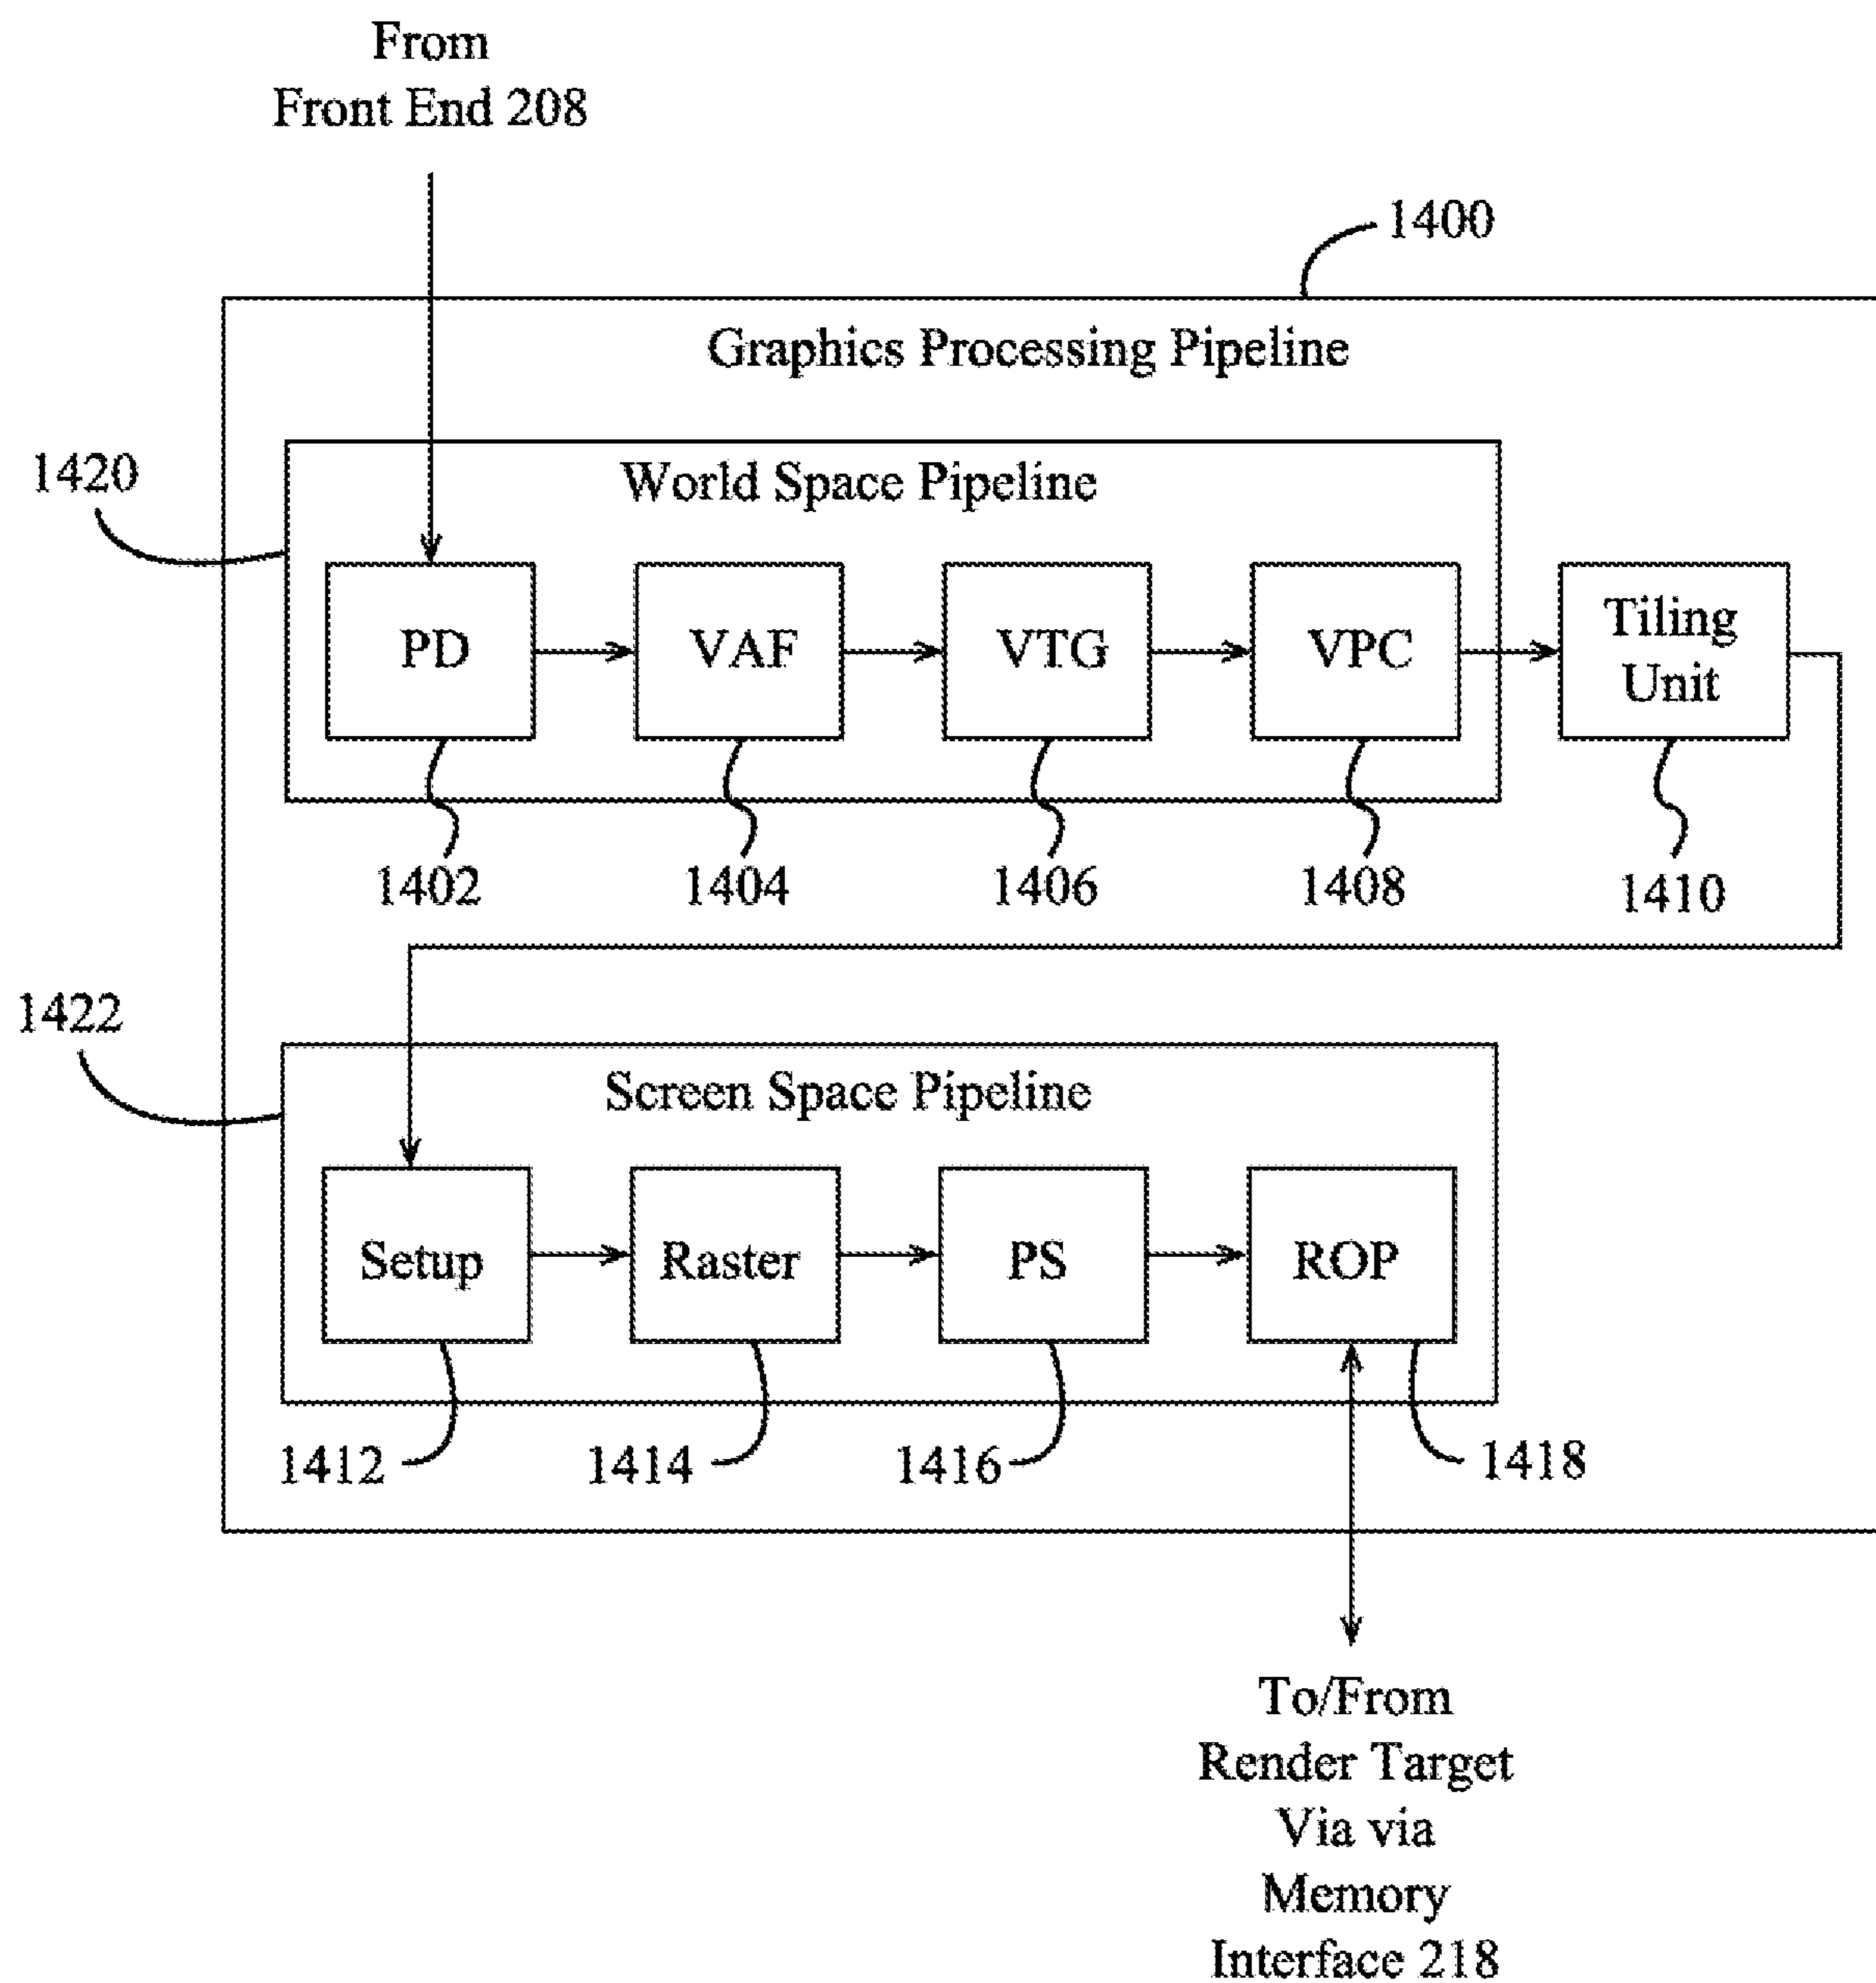 From
Front End 208
1400
Graphics Processing Pipeline
1420
World Space Pipeline
PD
VAF
VTG
VPC
Tiling
Unit
1402
1404
1406
1408
1410
1422
Screen Space Pipeline
Setup
Raster
PS
ROP
1412
1414
1416
1418
To/From
Render Target
Via via
Memory
Interface 218